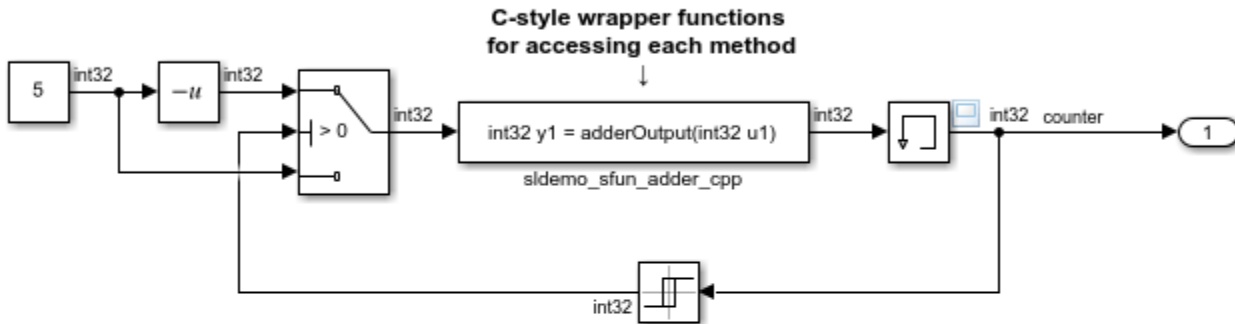 C-style wrapper functions
for accessing each method
↓
5
int32
−u
int32
> 0
int32
int32 y1 = adderOutput(int32 u1)
int32
int32
counter
1
sldemo_sfun_adder_cpp
int32